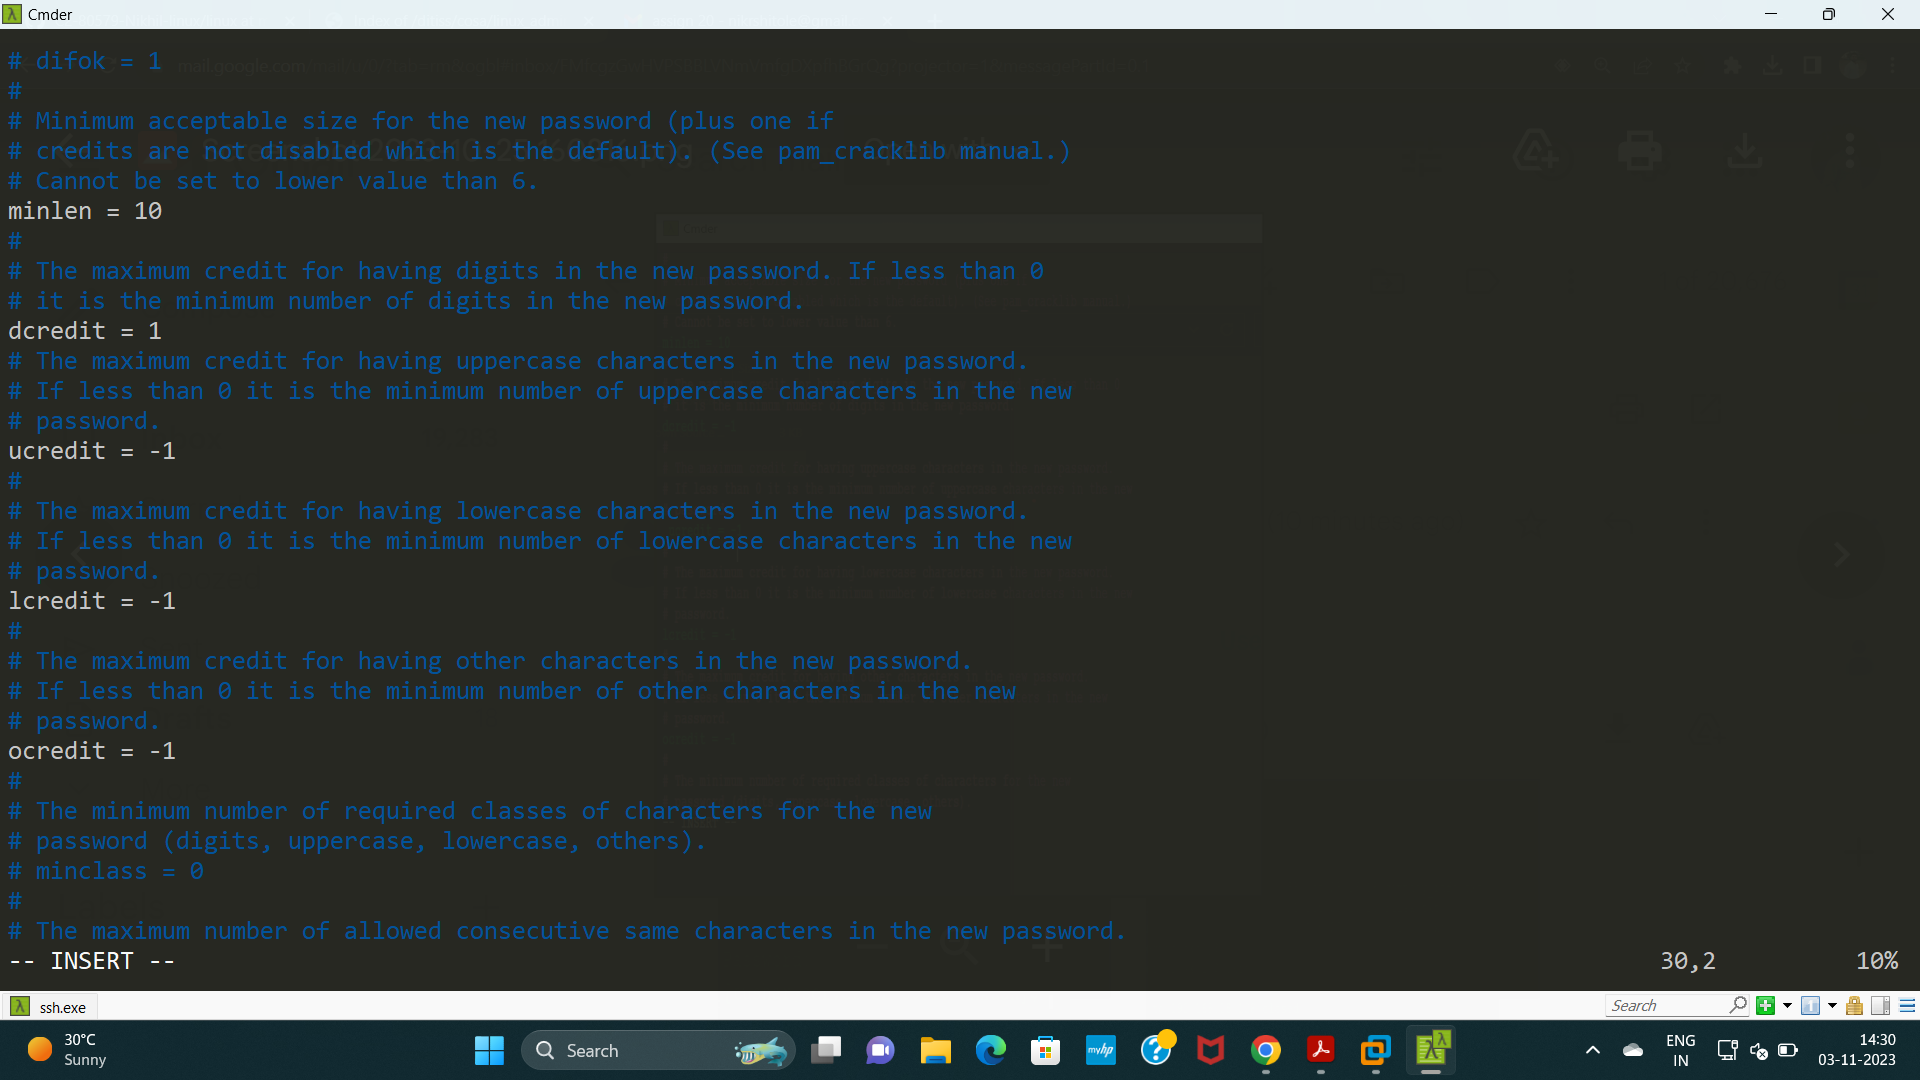 Cmder
# difok = 1
#
# Minimum acceptable size for the new password (plus one if
# credits are not disabled which is the default). (See pam_cracklib manual.)
# Cannot be set to lower value than 6.
minlen = 10
#
# The maximum credit for having digits in the new password. If less than 0
# it is the minimum number of digits in the new password.
dcredit = 1
# The maximum credit for having uppercase characters in the new password.
# If less than 0 it is the minimum number of uppercase characters in the new
# password.
ucredit = -1
#
# The maximum credit for having lowercase characters in the new password.
# If less than 0 it is the minimum number of lowercase characters in the new
# password.
lcredit = -1
#
# The maximum credit for having other characters in the new password.
# If less than 0 it is the minimum number of other characters in the new
# password.
ocredit = -1
#
# The minimum number of required classes of characters for the new
# password (digits, uppercase, lowercase, others).
# minclass = 0
#
# The maximum number of allowed consecutive same characters in the new password.
-- INSERT -- 30,2 10%
ssh.exe Search
30°C
Sunny
Search
myhp
ENG
IN
14:30
03-11-2023